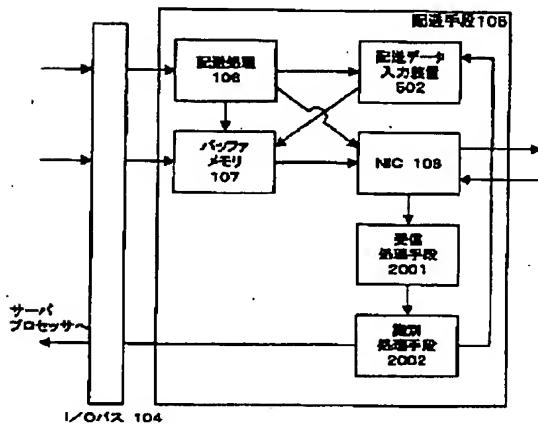 配送手段105
配送処理
106
配送データ
入力装置
502
バッファ
メモリ
107
NIC 108
受信
処理手段
2001
サーバ
プロセッサへ
識別
処理手段
2002
I/Oバス 104